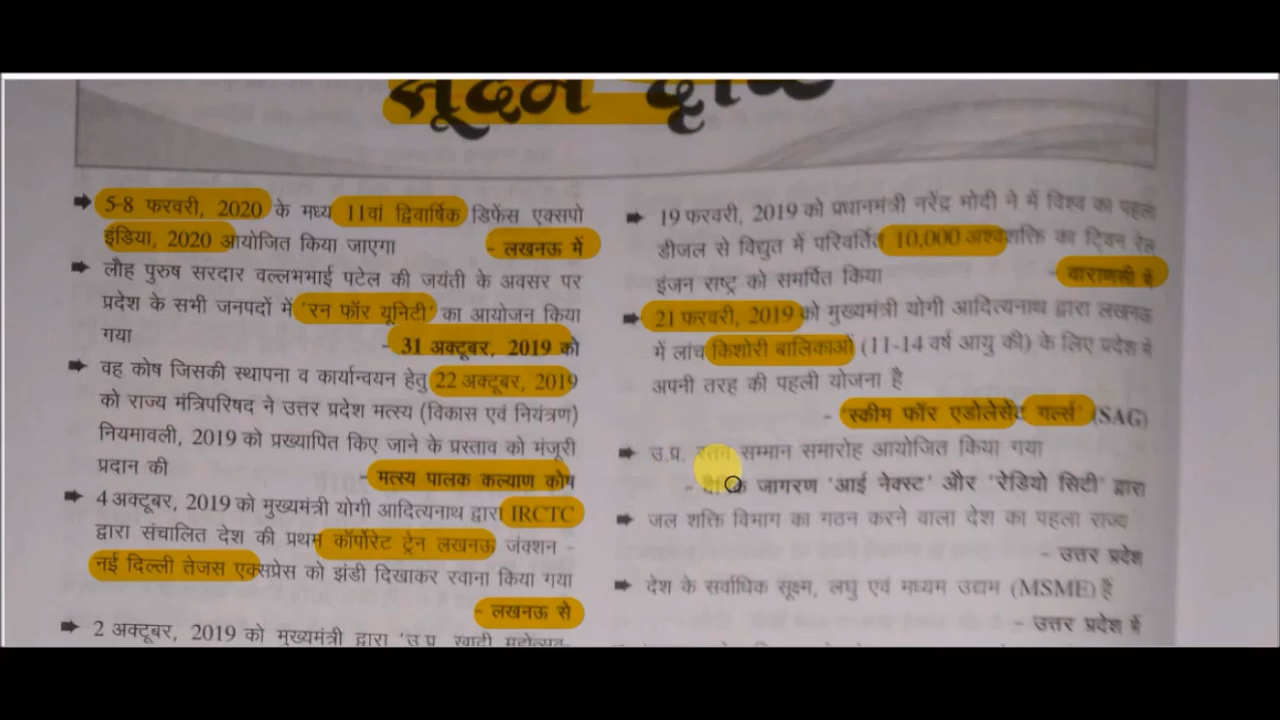 सूक्ष्म दृष्टि
5-8 फरवरी, 2020 के मध्य 11वां द्विवार्षिक डिफेंस एक्सपो
इंडिया, 2020 आयोजित किया जाएगा - लखनऊ में
लौह पुरुष सरदार वल्लभभाई पटेल की जयंती के अवसर पर
प्रदेश के सभी जनपदों में 'रन फॉर यूनिटी' का आयोजन किया
गया - 31 अक्टूबर, 2019 को
वह कोष जिसकी स्थापना व कार्यान्वयन हेतु 22 अक्टूबर, 2019
को राज्य मंत्रिपरिषद ने उत्तर प्रदेश मत्स्य (विकास एवं नियंत्रण)
नियमावली, 2019 को प्रख्यापित किए जाने के प्रस्ताव को मंजूरी
प्रदान की - मत्स्य पालक कल्याण कोष
4 अक्टूबर, 2019 को मुख्यमंत्री योगी आदित्यनाथ द्वारा IRCTC
द्वारा संचालित देश की प्रथम कॉर्पोरेट ट्रेन लखनऊ जंक्शन -
नई दिल्ली तेजस एक्सप्रेस को झंडी दिखाकर रवाना किया गया
- लखनऊ से
2 अक्टूबर, 2019 को मुख्यमंत्री द्वारा 'उ.प्र. खादी महोत्सव-
19 फरवरी, 2019 को प्रधानमंत्री नरेंद्र मोदी ने में विश्व का पहला
डीजल से विद्युत में परिवर्तित 10,000 अश्वशक्ति का ट्विन रेल
इंजन राष्ट्र को समर्पित किया - वाराणसी में
21 फरवरी, 2019 को मुख्यमंत्री योगी आदित्यनाथ द्वारा लखनऊ
में लांच किशोरी बालिकाओं (11-14 वर्ष आयु की) के लिए प्रदेश में
अपनी तरह की पहली योजना है
- 'स्कीम फॉर एडोलेसेंट गर्ल्स' (SAG)
उ.प्र. रतन सम्मान समारोह आयोजित किया गया
- जागरण 'आई नेक्स्ट' और 'रेडियो सिटी' द्वारा
जल शक्ति विभाग का गठन करने वाला देश का पहला राज्य
- उत्तर प्रदेश
देश के सर्वाधिक सूक्ष्म, लघु एवं मध्यम उद्यम (MSME) हैं
- उत्तर प्रदेश में